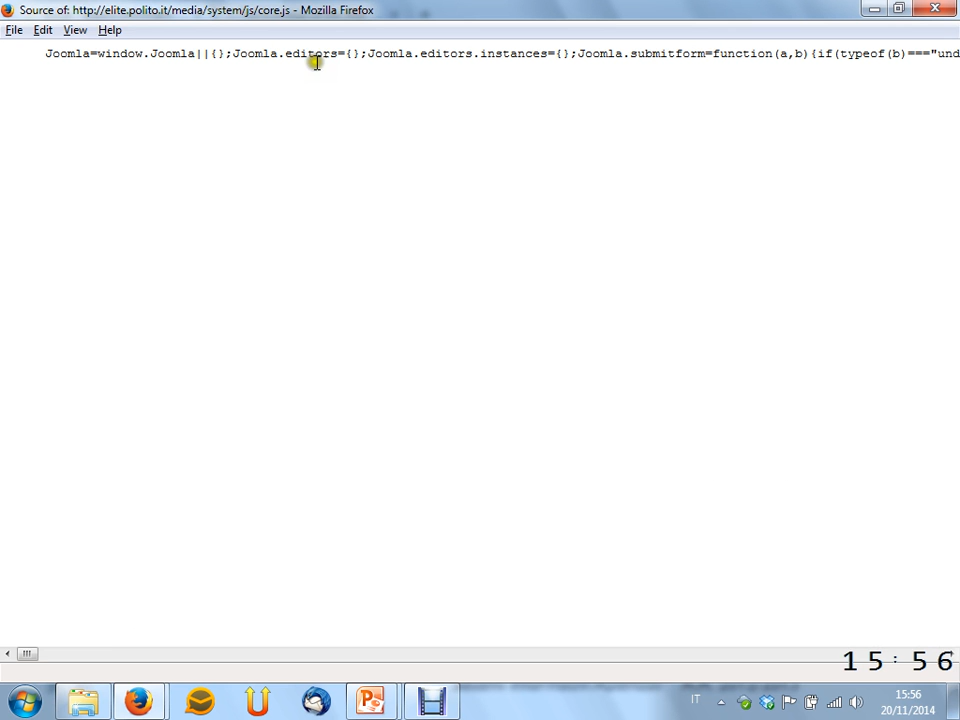 Source of: http://elite.polito.it/media/system/js/core.js - Mozilla Firefox
File Edit View Help
Joomla=window.Joomla||{};Joomla.editors={};Joomla.editors.instances={};Joomla.submitform=function(a,b){if(typeof(b)==="und
15:56
IT
15:56
20/11/2014